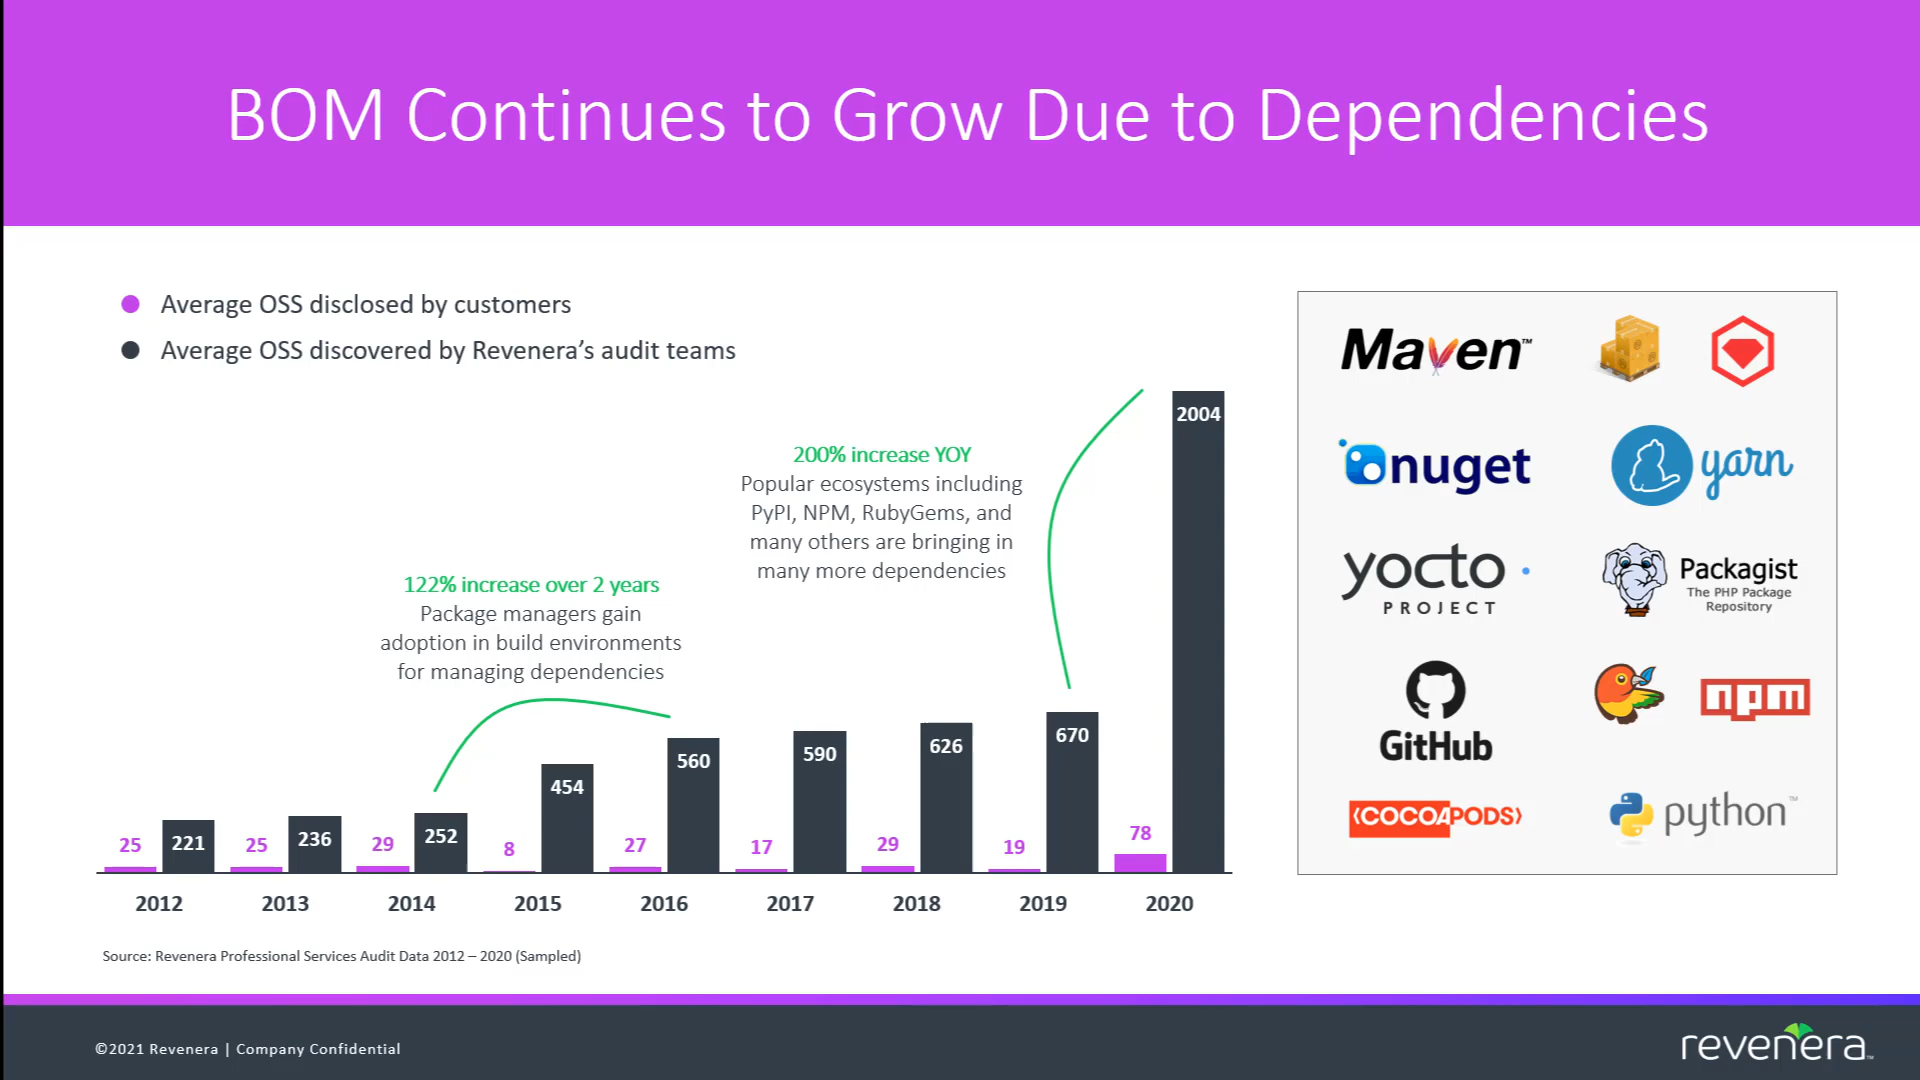 BOM Continues to Grow Due to Dependencies
Average OSS disclosed by customers
Average OSS discovered by Revenera’s audit teams
122% increase over 2 years
Package managers gain
adoption in build environments
for managing dependencies
200% increase YOY
Popular ecosystems including
PyPI, NPM, RubyGems, and
many others are bringing in
many more dependencies
25 221 25 236 29 252 8 454 27 560 17 590 29 626 19 670 78 2004
2012 2013 2014 2015 2016 2017 2018 2019 2020
Source: Revenera Professional Services Audit Data 2012 – 2020 (Sampled)
Maven™
nuget
yarn
yocto
PROJECT
Packagist
The PHP Package
Repository
GitHub
npm
COCOAPODS
python™
©2021 Revenera | Company Confidential
revenera™